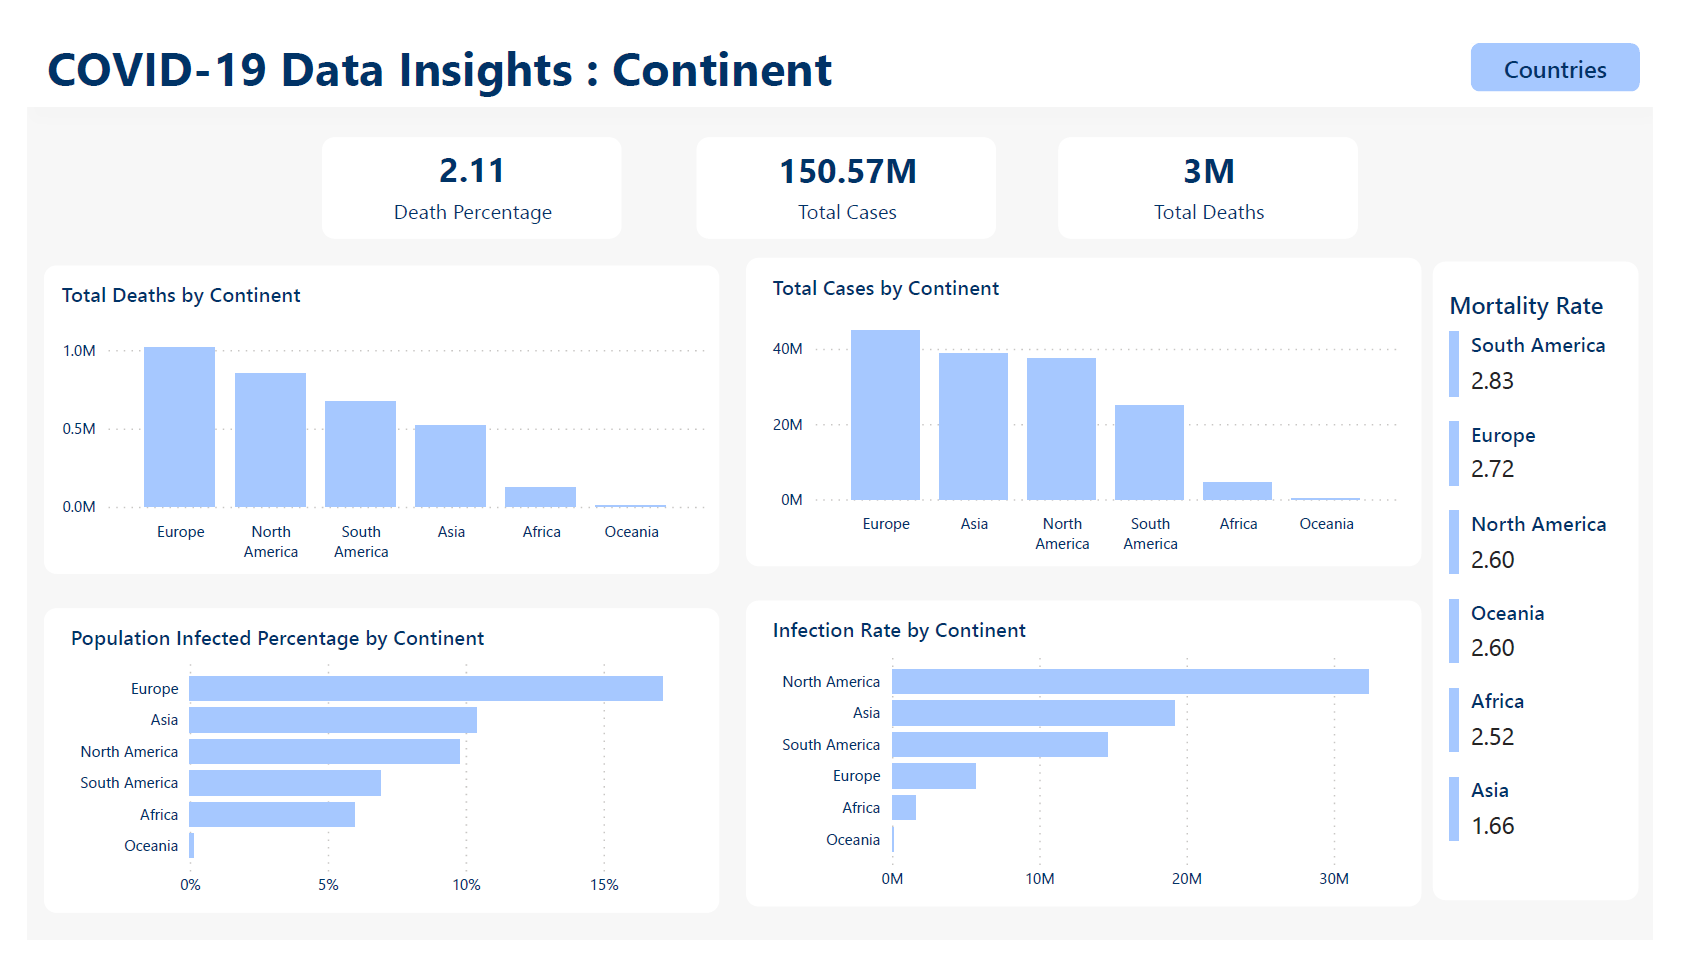 COVID-19 Data Insights : Continent
Countries
2.11
Death Percentage
150.57M
Total Cases
3M
Total Deaths
Total Deaths by Continent
1.0M
0.5M
0.0M
Europe
North
America
South
America
Asia
Africa
Oceania
Total Cases by Continent
40M
20M
0M
Europe
Asia
North
America
South
America
Africa
Oceania
Population Infected Percentage by Continent
Europe
Asia
North America
South America
Africa
Oceania
0%
5%
10%
15%
Infection Rate by Continent
North America
Asia
South America
Europe
Africa
Oceania
0M
10M
20M
30M
Mortality Rate
South America
2.83
Europe
2.72
North America
2.60
Oceania
2.60
Africa
2.52
Asia
1.66